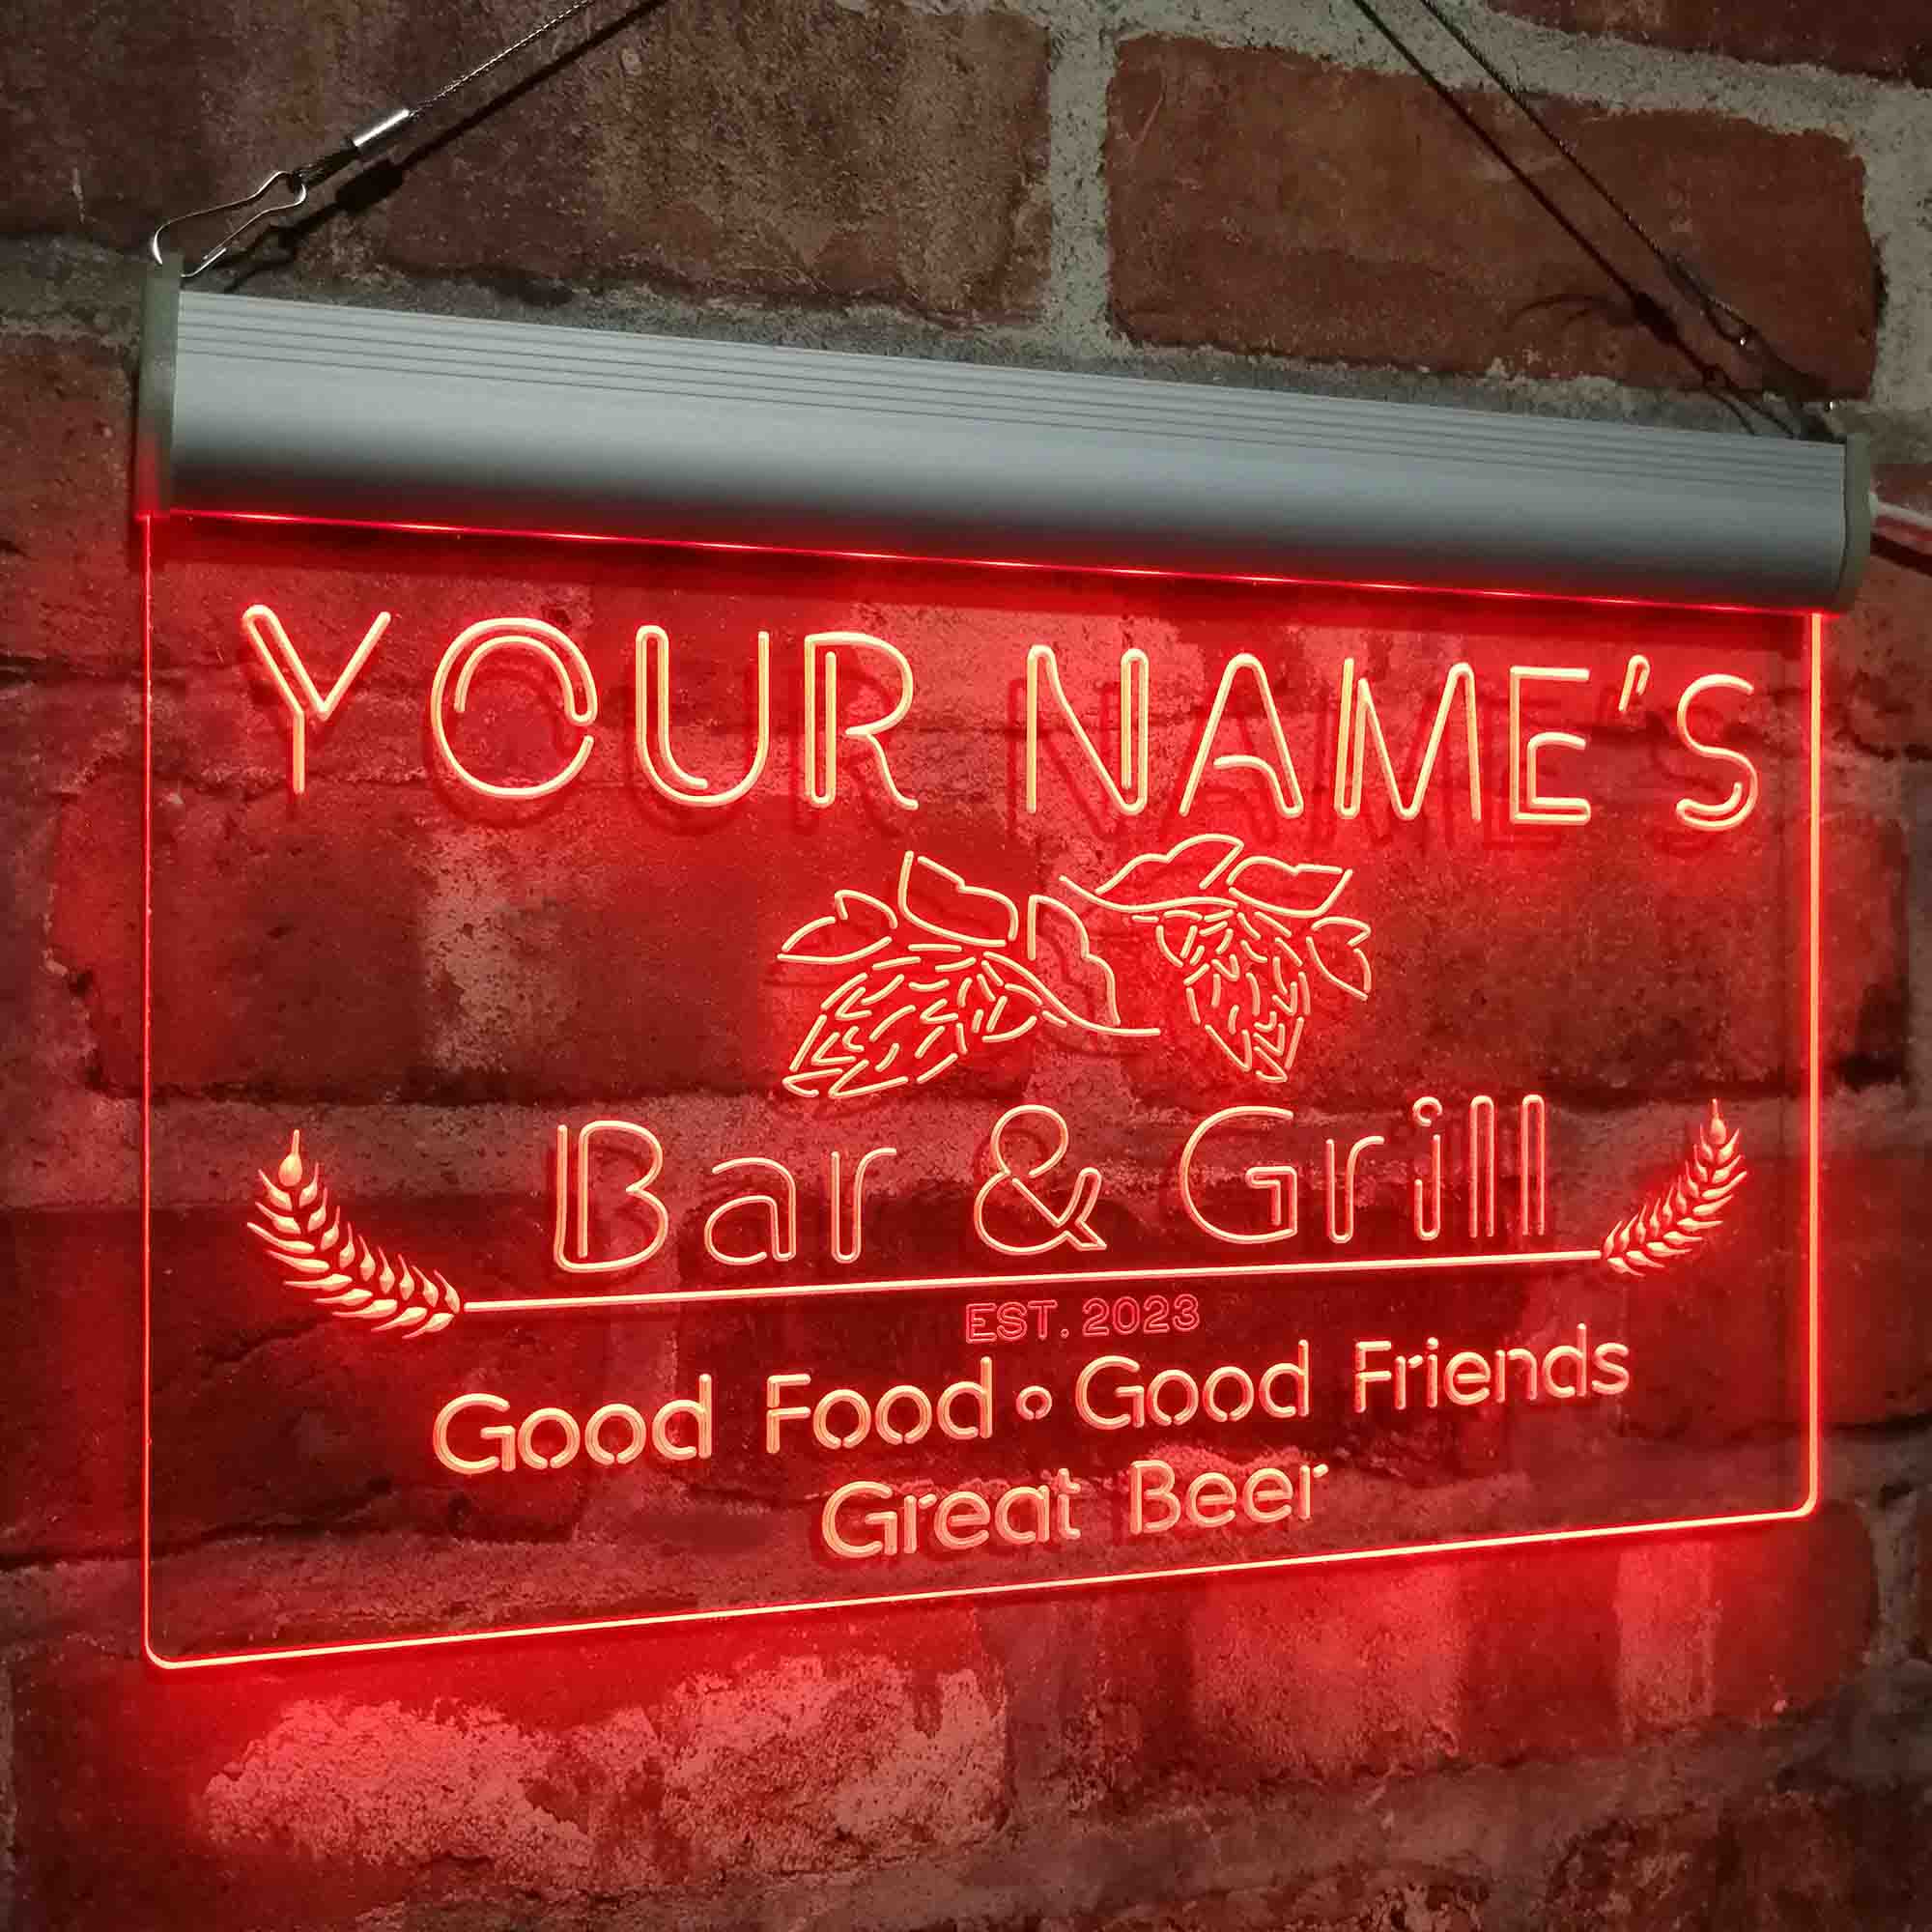 YOUR NAME'S
Bar & Grill
EST. 2023
Good Food • Good Friends
Great Beer